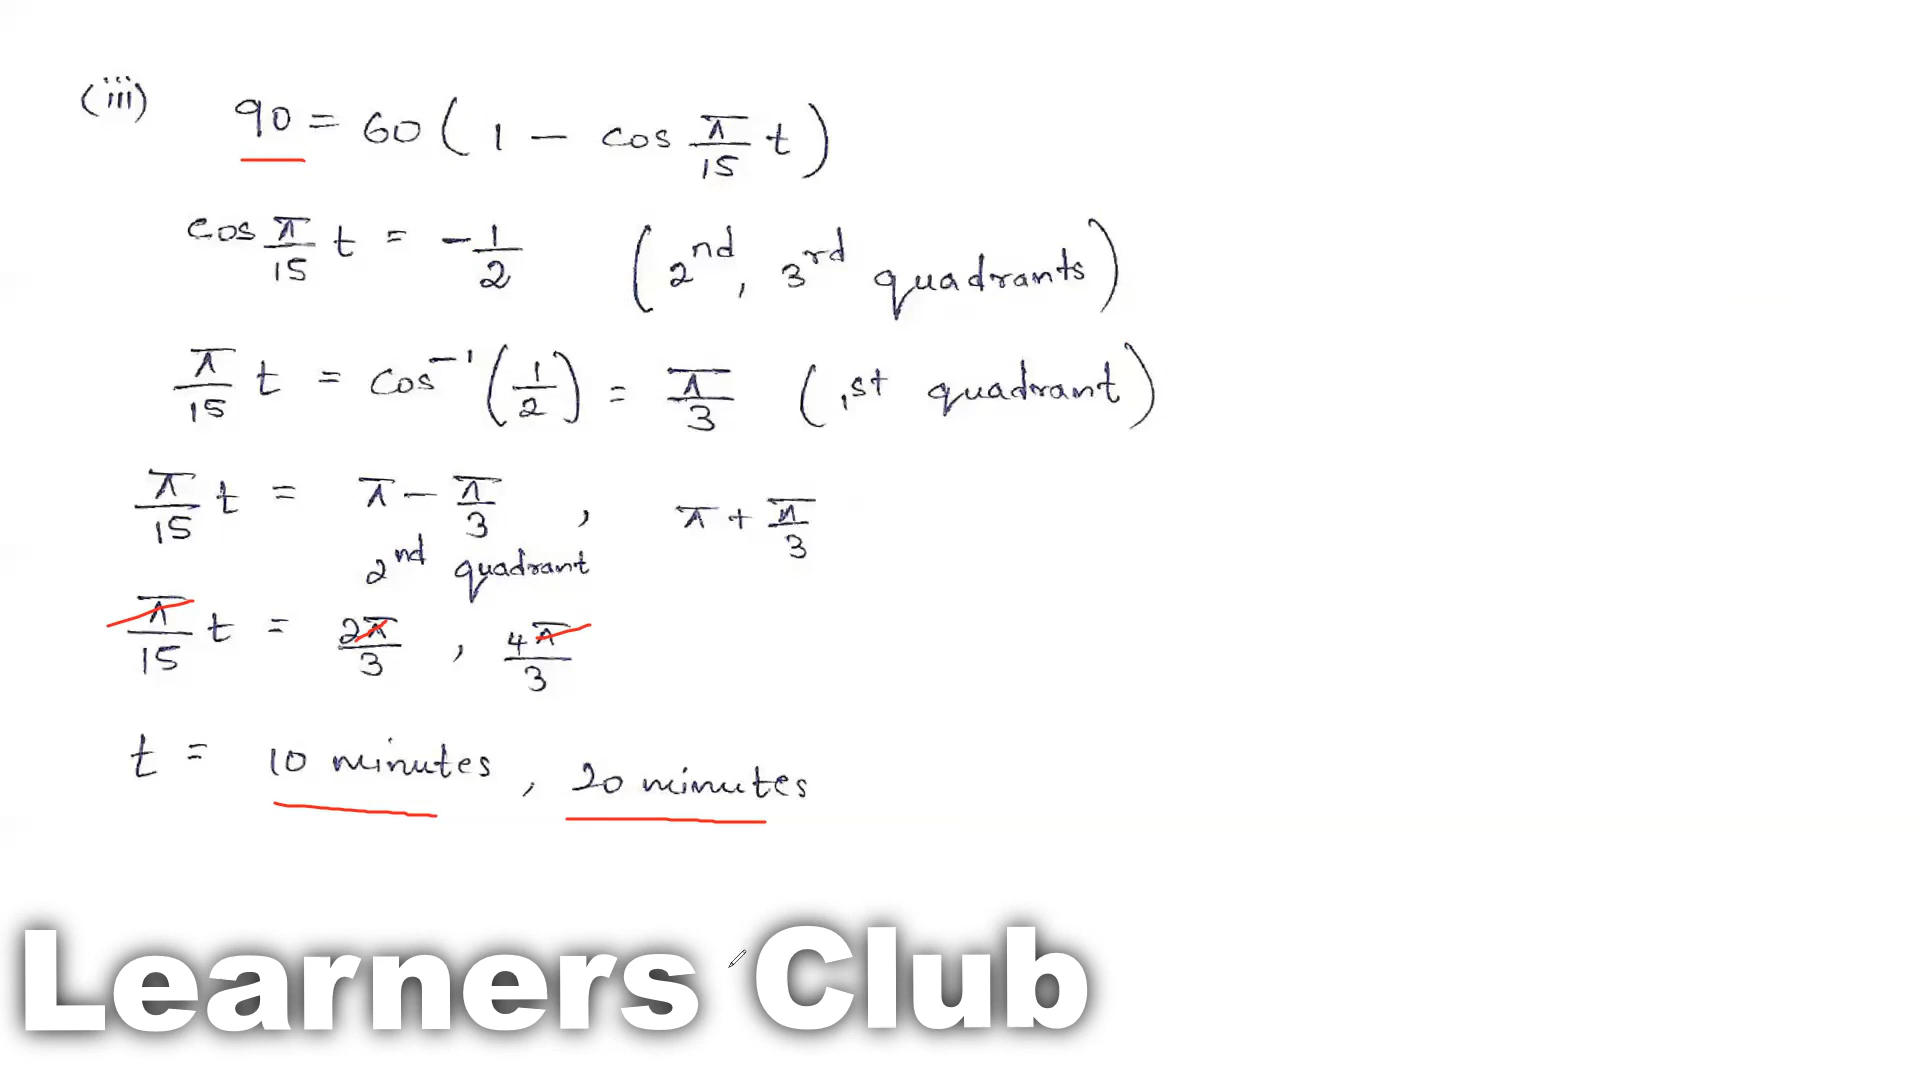 (iii) 90 = 60 ( 1 - cos π/15 t )
cos π/15 t = - 1/2 ( 2nd, 3rd quadrants )
π/15 t = cos⁻¹ ( 1/2 ) = π/3 ( 1st quadrant )
π/15 t = π - π/3 , π + π/3
2nd quadrant
π/15 t = 2π/3 , 4π/3
t = 10 minutes , 20 minutes
Learners Club